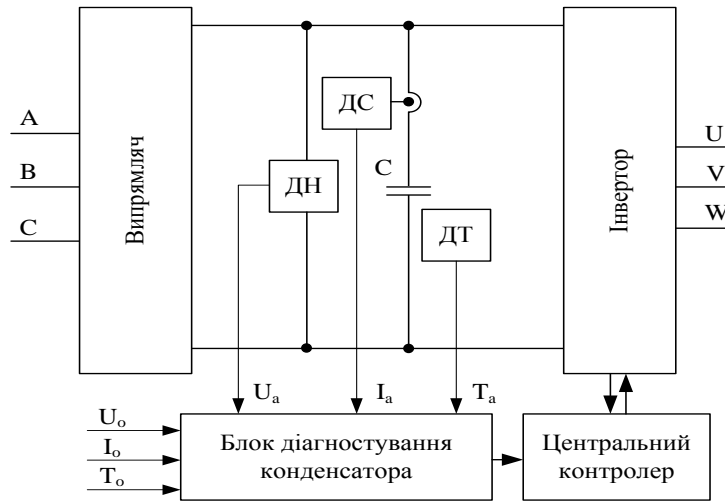 A
B
C
Випрямляч
ДС
ДН
C
ДТ
Інвертор
U
V
W
Uₐ
Iₐ
Tₐ
Uₒ
Iₒ
Tₒ
Блок діагностування
конденсатора
Центральний
контролер